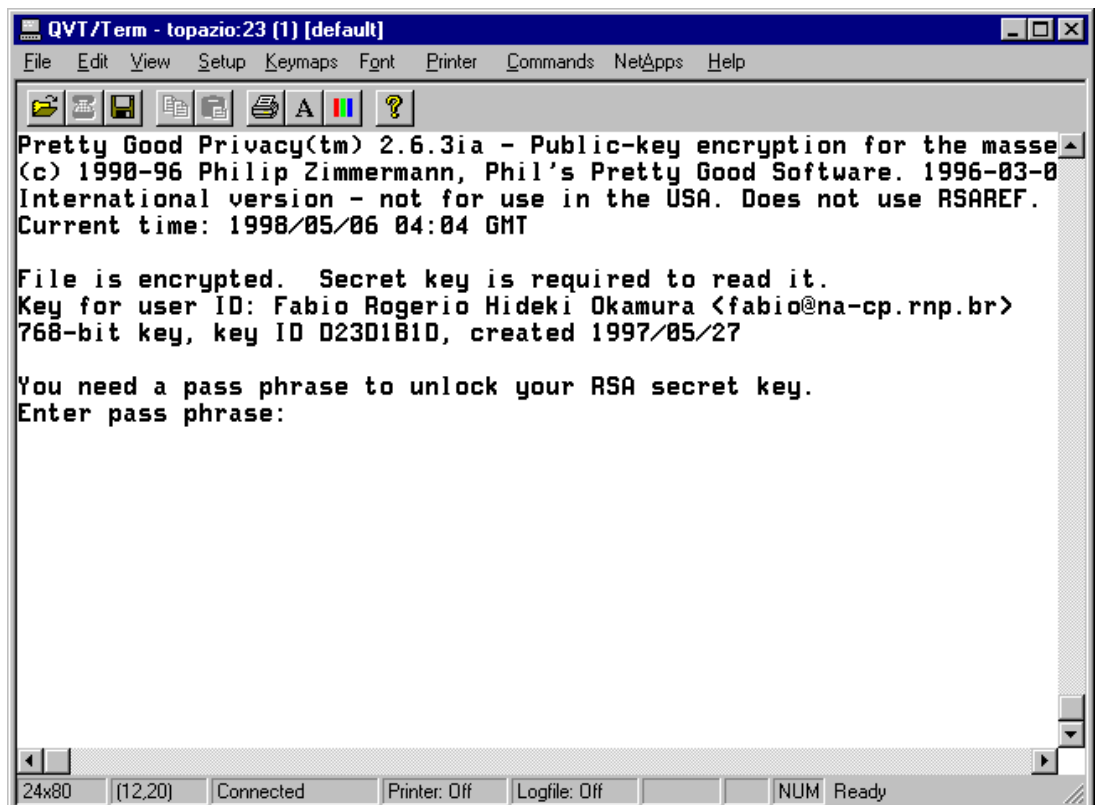 QVT/Term - topazio:23 (1) [default]
File Edit View Setup Keymaps Font Printer Commands NetApps Help
A ?
Pretty Good Privacy(tm) 2.6.3ia - Public-key encryption for the masse
(c) 1990-96 Philip Zimmermann, Phil's Pretty Good Software. 1996-03-0
International version - not for use in the USA. Does not use RSAREF.
Current time: 1998/05/06 04:04 GMT
File is encrypted. Secret key is required to read it.
Key for user ID: Fabio Rogerio Hideki Okamura <fabio@na-cp.rnp.br>
768-bit key, key ID D23D1B1D, created 1997/05/27
You need a pass phrase to unlock your RSA secret key.
Enter pass phrase:
24x80 (12,20) Connected Printer: Off Logfile: Off NUM Ready